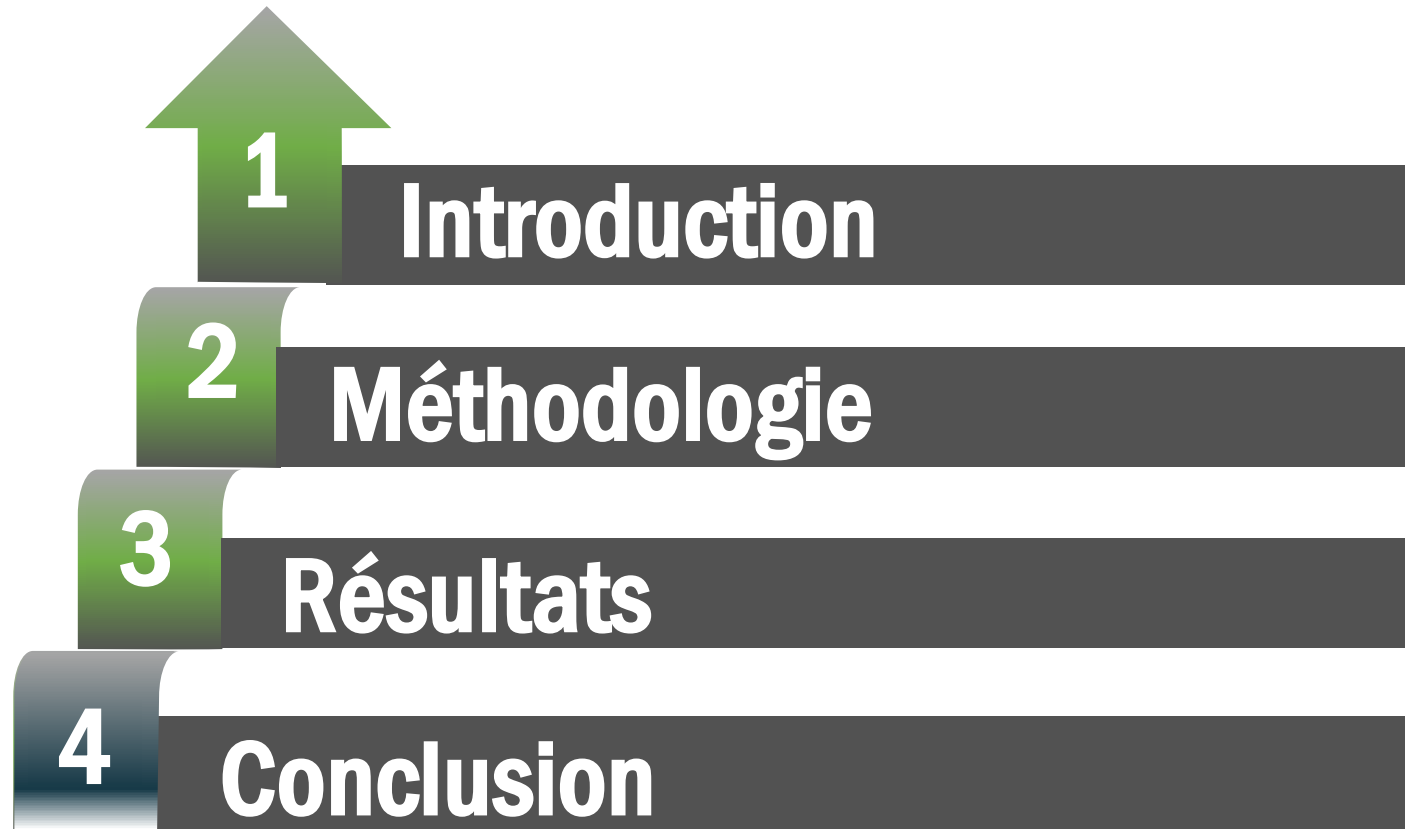 1 Introduction
2 Méthodologie
3 Résultats
4 Conclusion